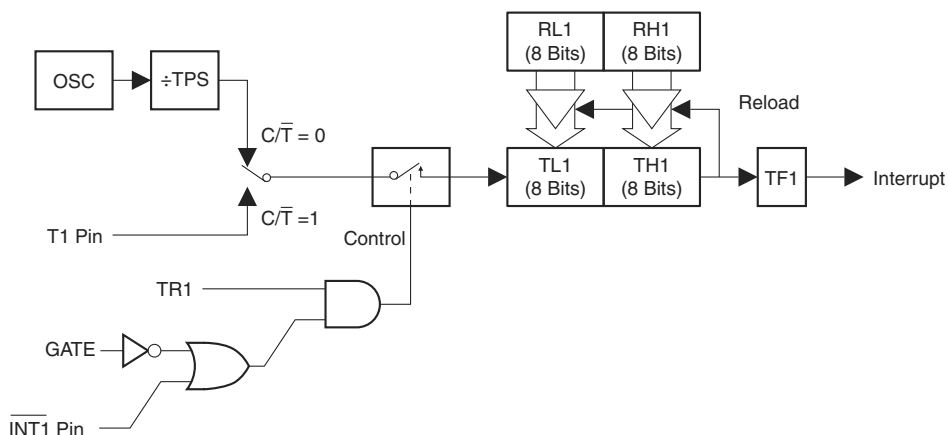 RL1
(8 Bits)
RH1
(8 Bits)
OSC
÷TPS
Reload
C/T̅ = 0
TL1
(8 Bits)
TH1
(8 Bits)
TF1
Interrupt
C/T̅ =1
T1 Pin
Control
TR1
GATE
I̅N̅T̅1̅ Pin